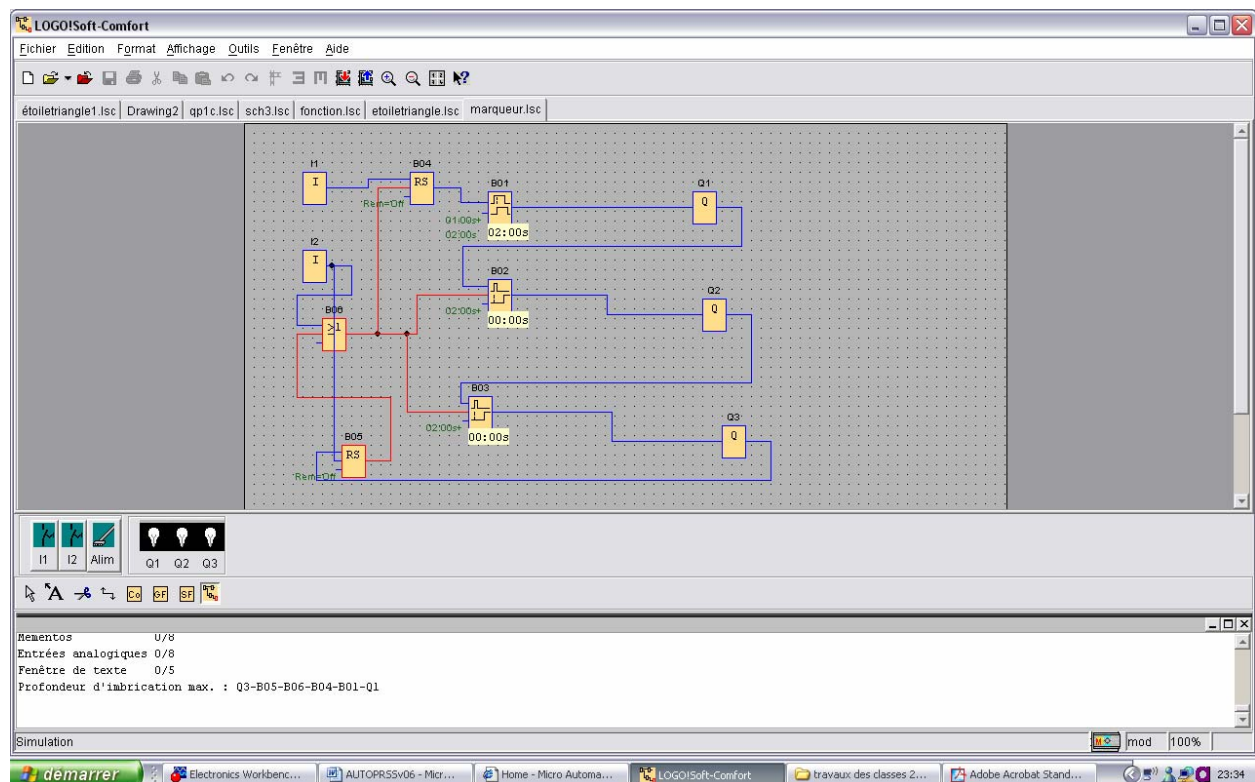 LOGO!Soft-Comfort
Fichier Edition Format Affichage Outils Fenêtre Aide
étoiletriangle1.lsc Drawing2 qp1c.lsc sch3.lsc fonction.lsc etoiletriangle.lsc marqueur.lsc
I1
I
B04
RS
Rem=Off
B01
01:00s+
02:00s
02:00s
Q1
Q
I2
I
B02
02:00s+
00:00s
Q2
Q
B06
≥1
B03
02:00s+
00:00s
Q3
Q
B05
RS
Rem=Off
I1 I2 Alim Q1 Q2 Q3
A Co GF SF
Mementos 0/8
Entrées analogiques 0/8
Fenêtre de texte 0/5
Profondeur d'imbrication max. : Q3-B05-B06-B04-B01-Q1
Simulation mod 100%
démarrer Electronics Workbenc... AUTOPRSSv06 - Micr... Home - Micro Automa... LOGO!Soft-Comfort travaux des classes 2... Adobe Acrobat Stand... 23:34